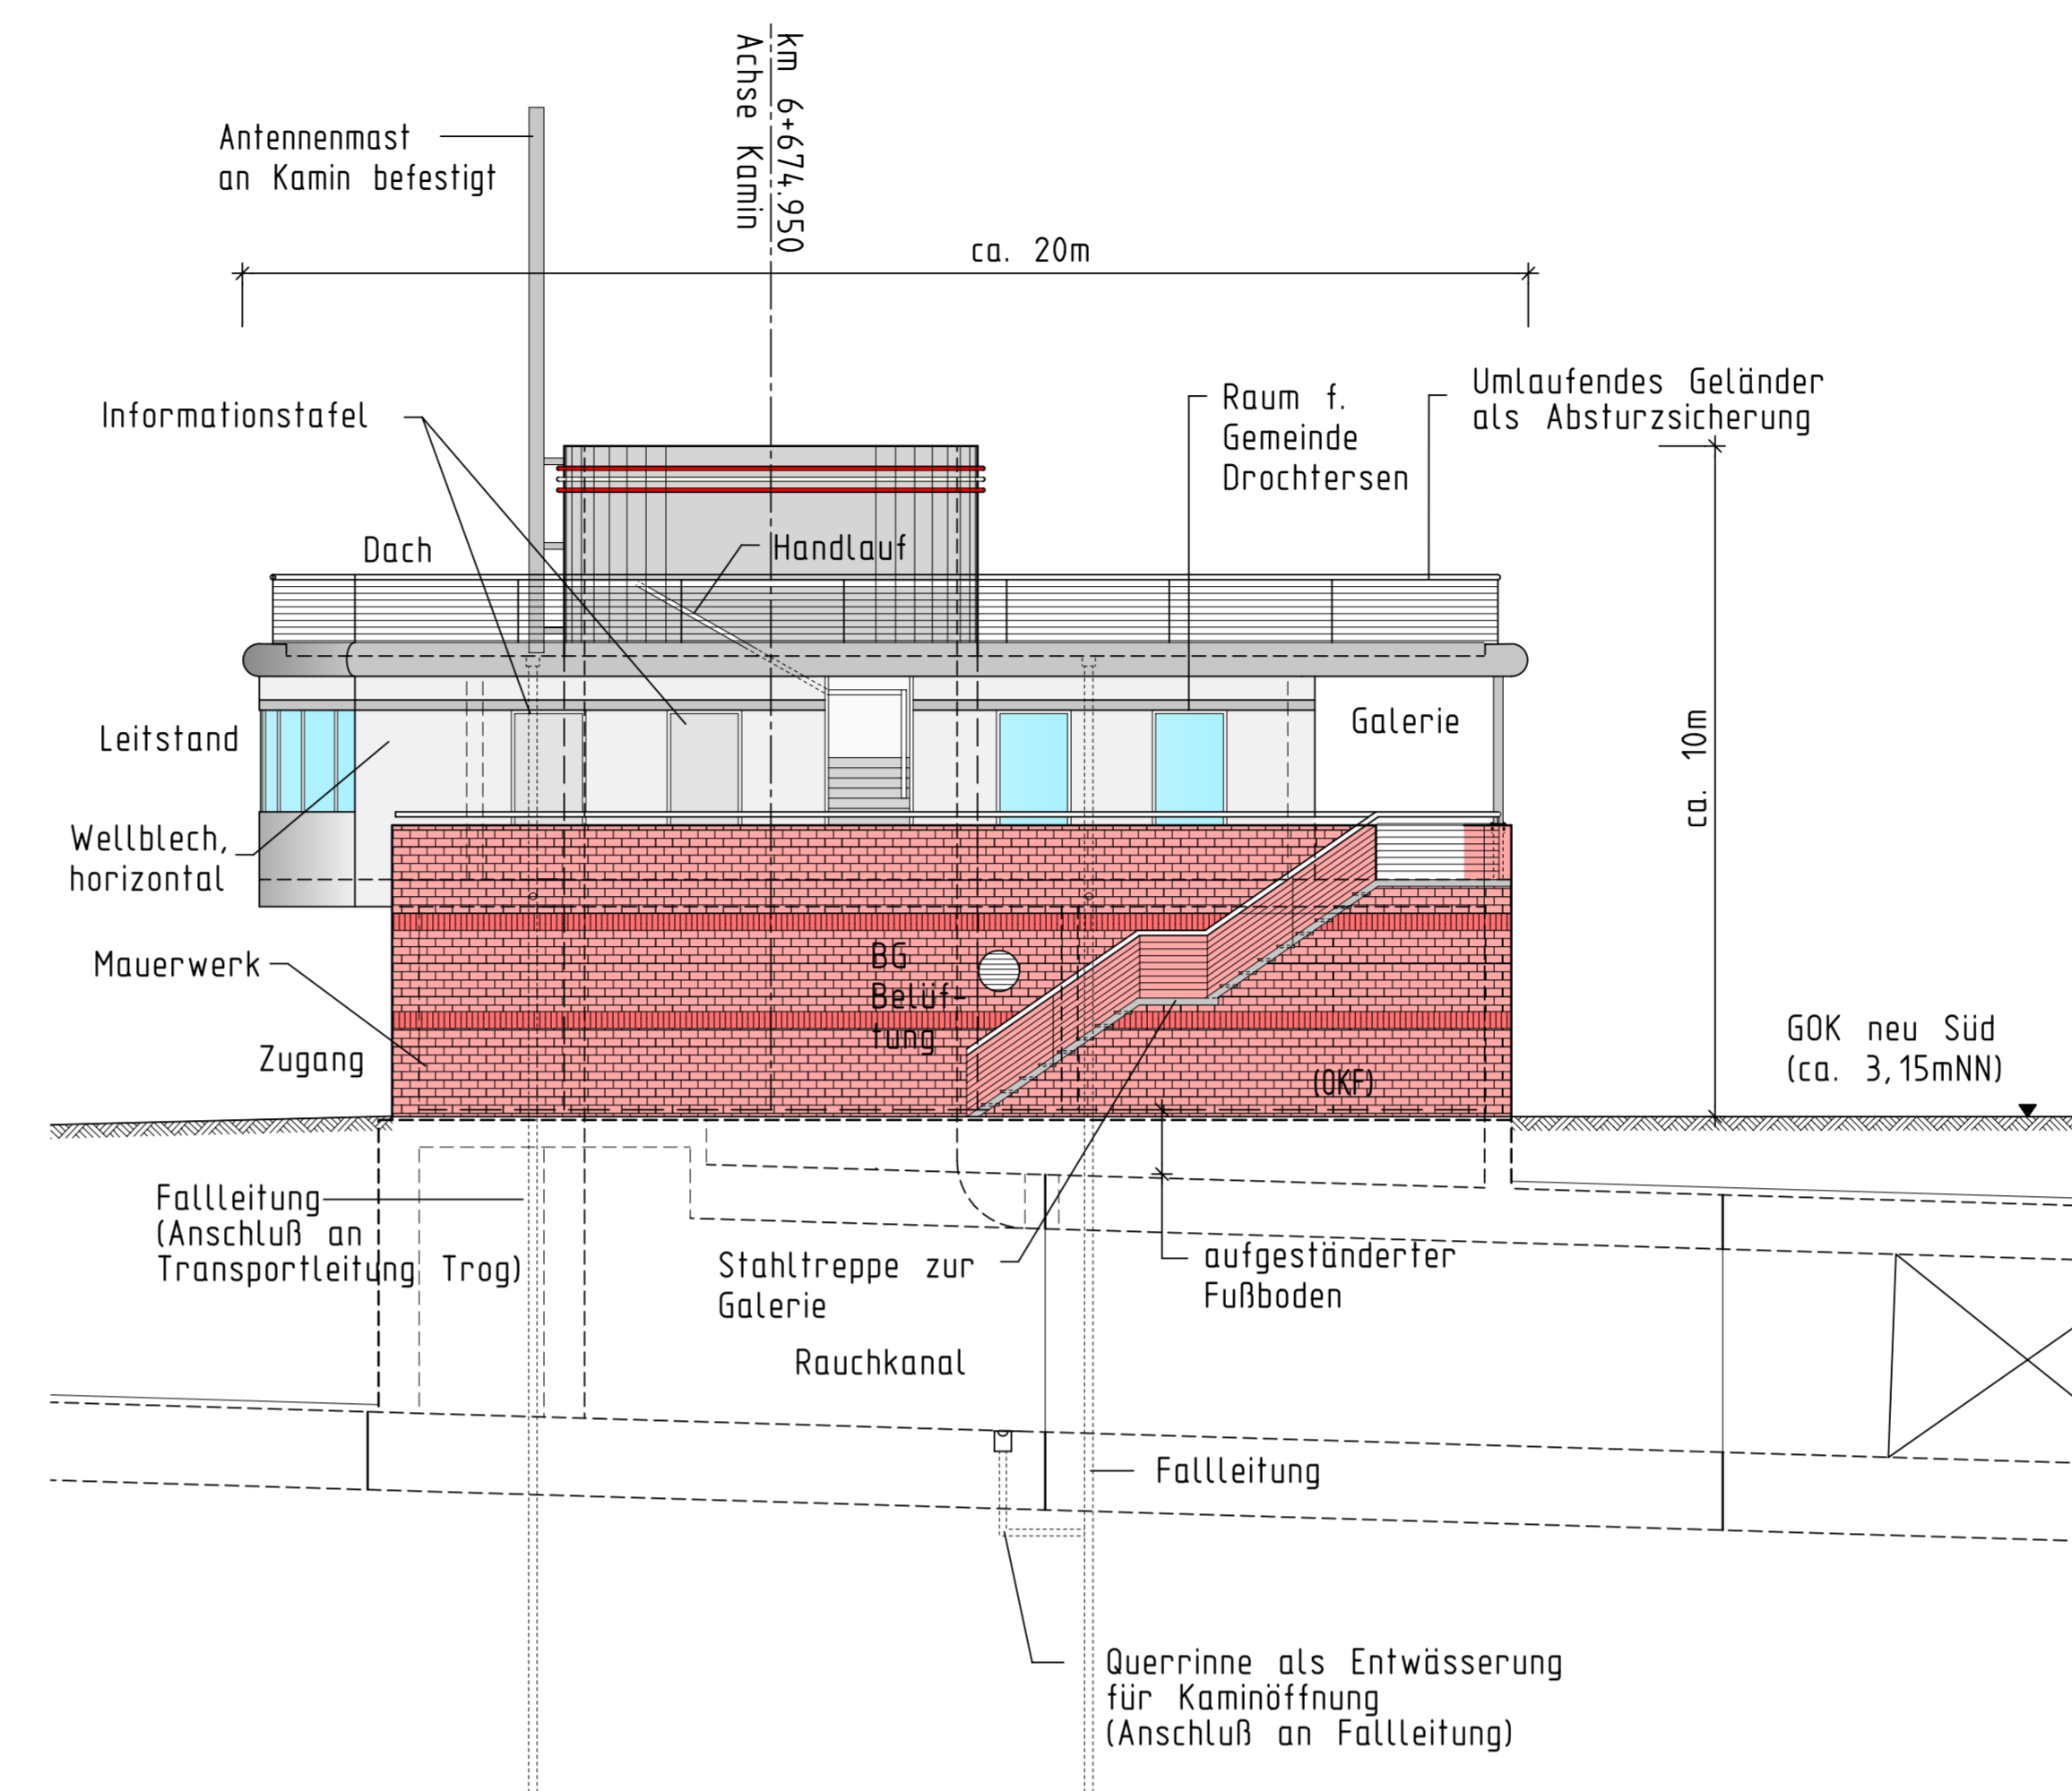 km 6+674.950
Achse Kamin
Antennenmast
an Kamin befestigt
ca. 20m
Informationstafel
Raum f.
Gemeinde
Drochtersen
Umlaufendes Geländer
als Absturzsicherung
Dach
Handlauf
Leitstand
Galerie
ca. 10m
Wellblech,
horizontal
Mauerwerk
BG
Belüf-
tung
Zugang
(OKF)
GOK neu Süd
(ca. 3,15mNN)
Fallleitung
(Anschluß an
Transportleitung Trog)
Stahltreppe zur
Galerie
aufgeständerter
Fußboden
Rauchkanal
Fallleitung
Querrinne als Entwässerung
für Kaminöffnung
(Anschluß an Fallleitung)